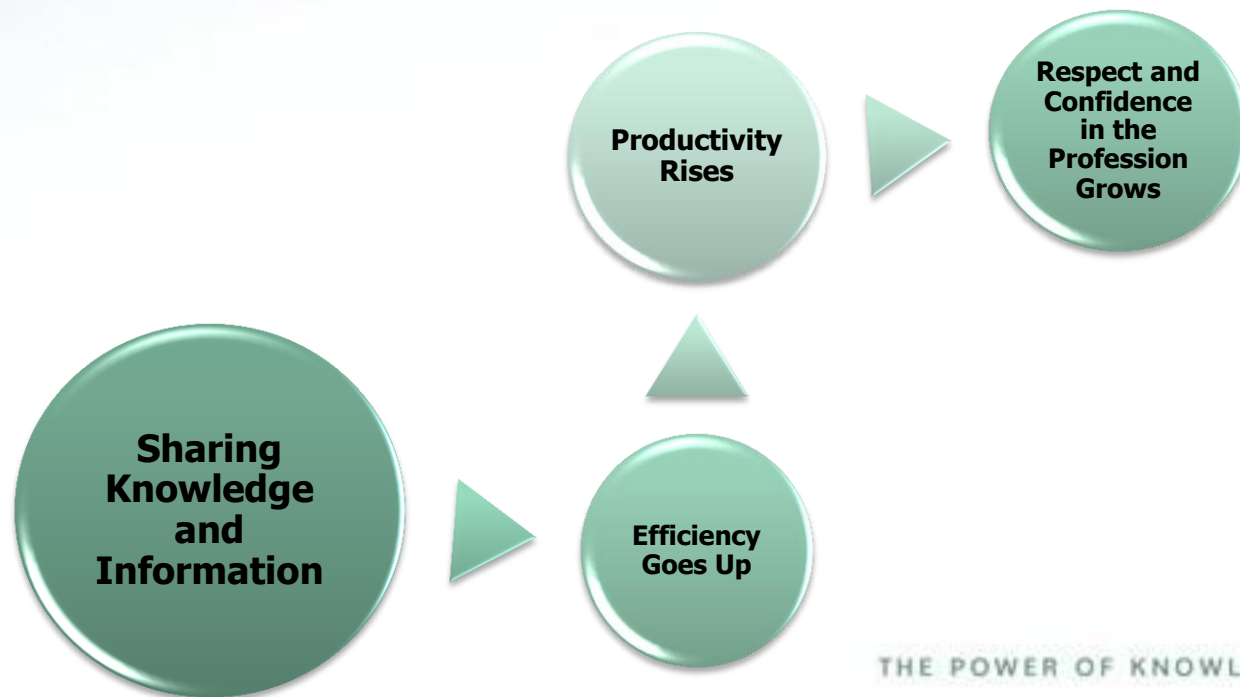 Sharing
Knowledge
and
Information
Efficiency
Goes Up
Productivity
Rises
Respect and
Confidence
in the
Profession
Grows
THE POWER OF KNOWL